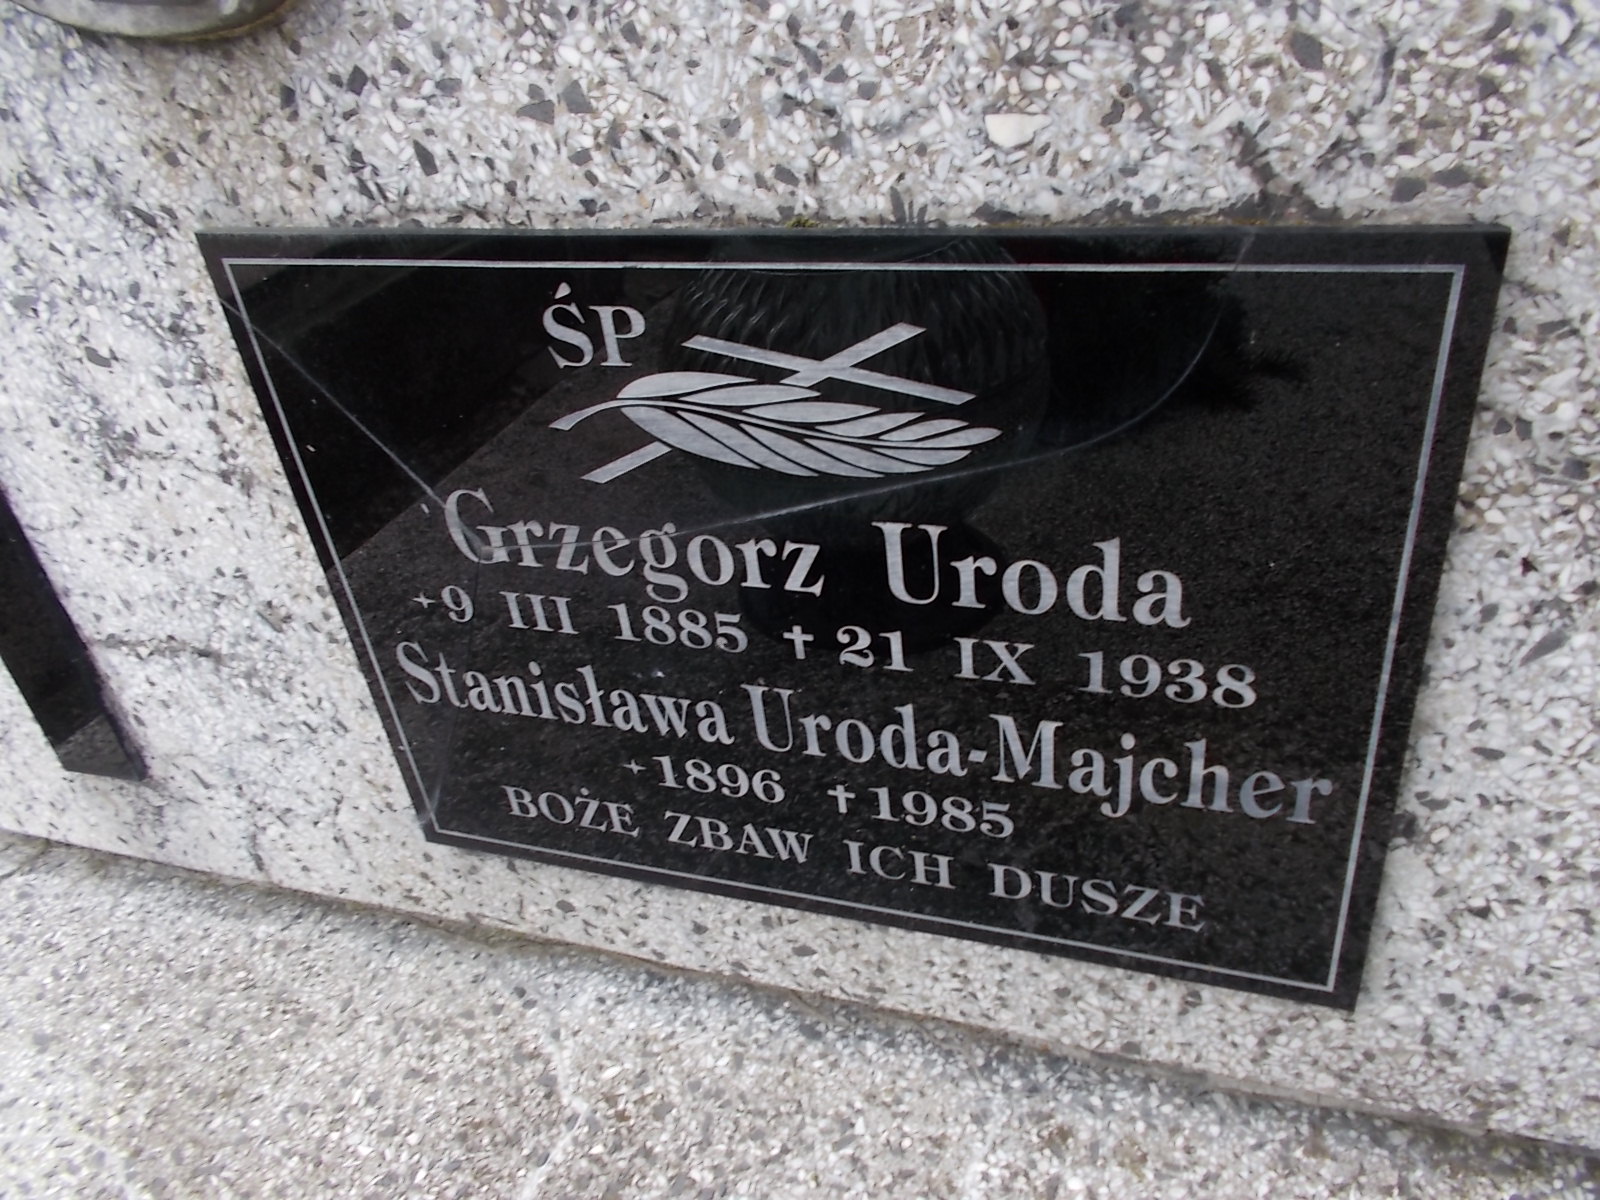 ŚP
Grzegorz Uroda
+9 III 1885 ✝21 IX 1938
Stanisława Uroda-Majcher
+1896 ✝1985
BOŻE ZBAW ICH DUSZE